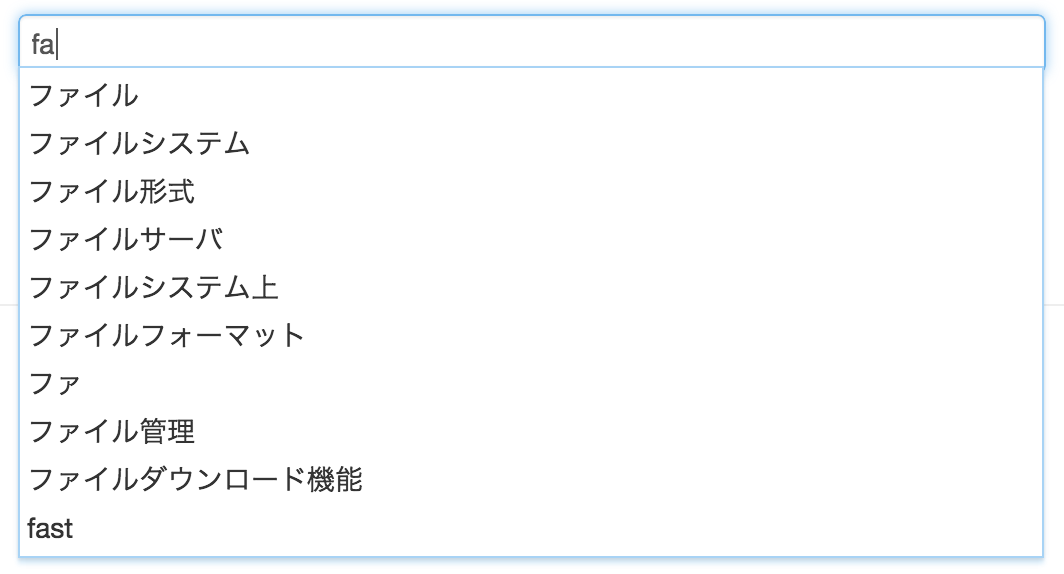 fa
ファイル
ファイルシステム
ファイル形式
ファイルサーバ
ファイルシステム上
ファイルフォーマット
ファ
ファイル管理
ファイルダウンロード機能
fast